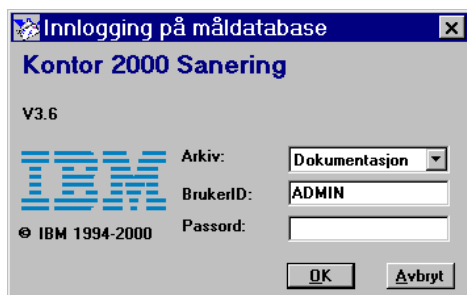 Innlogging på måldatabase
Kontor 2000 Sanering
V3.6
IBM
Arkiv: Dokumentasjon
BrukerID: ADMIN
Passord:
© IBM 1994-2000
OK Avbryt